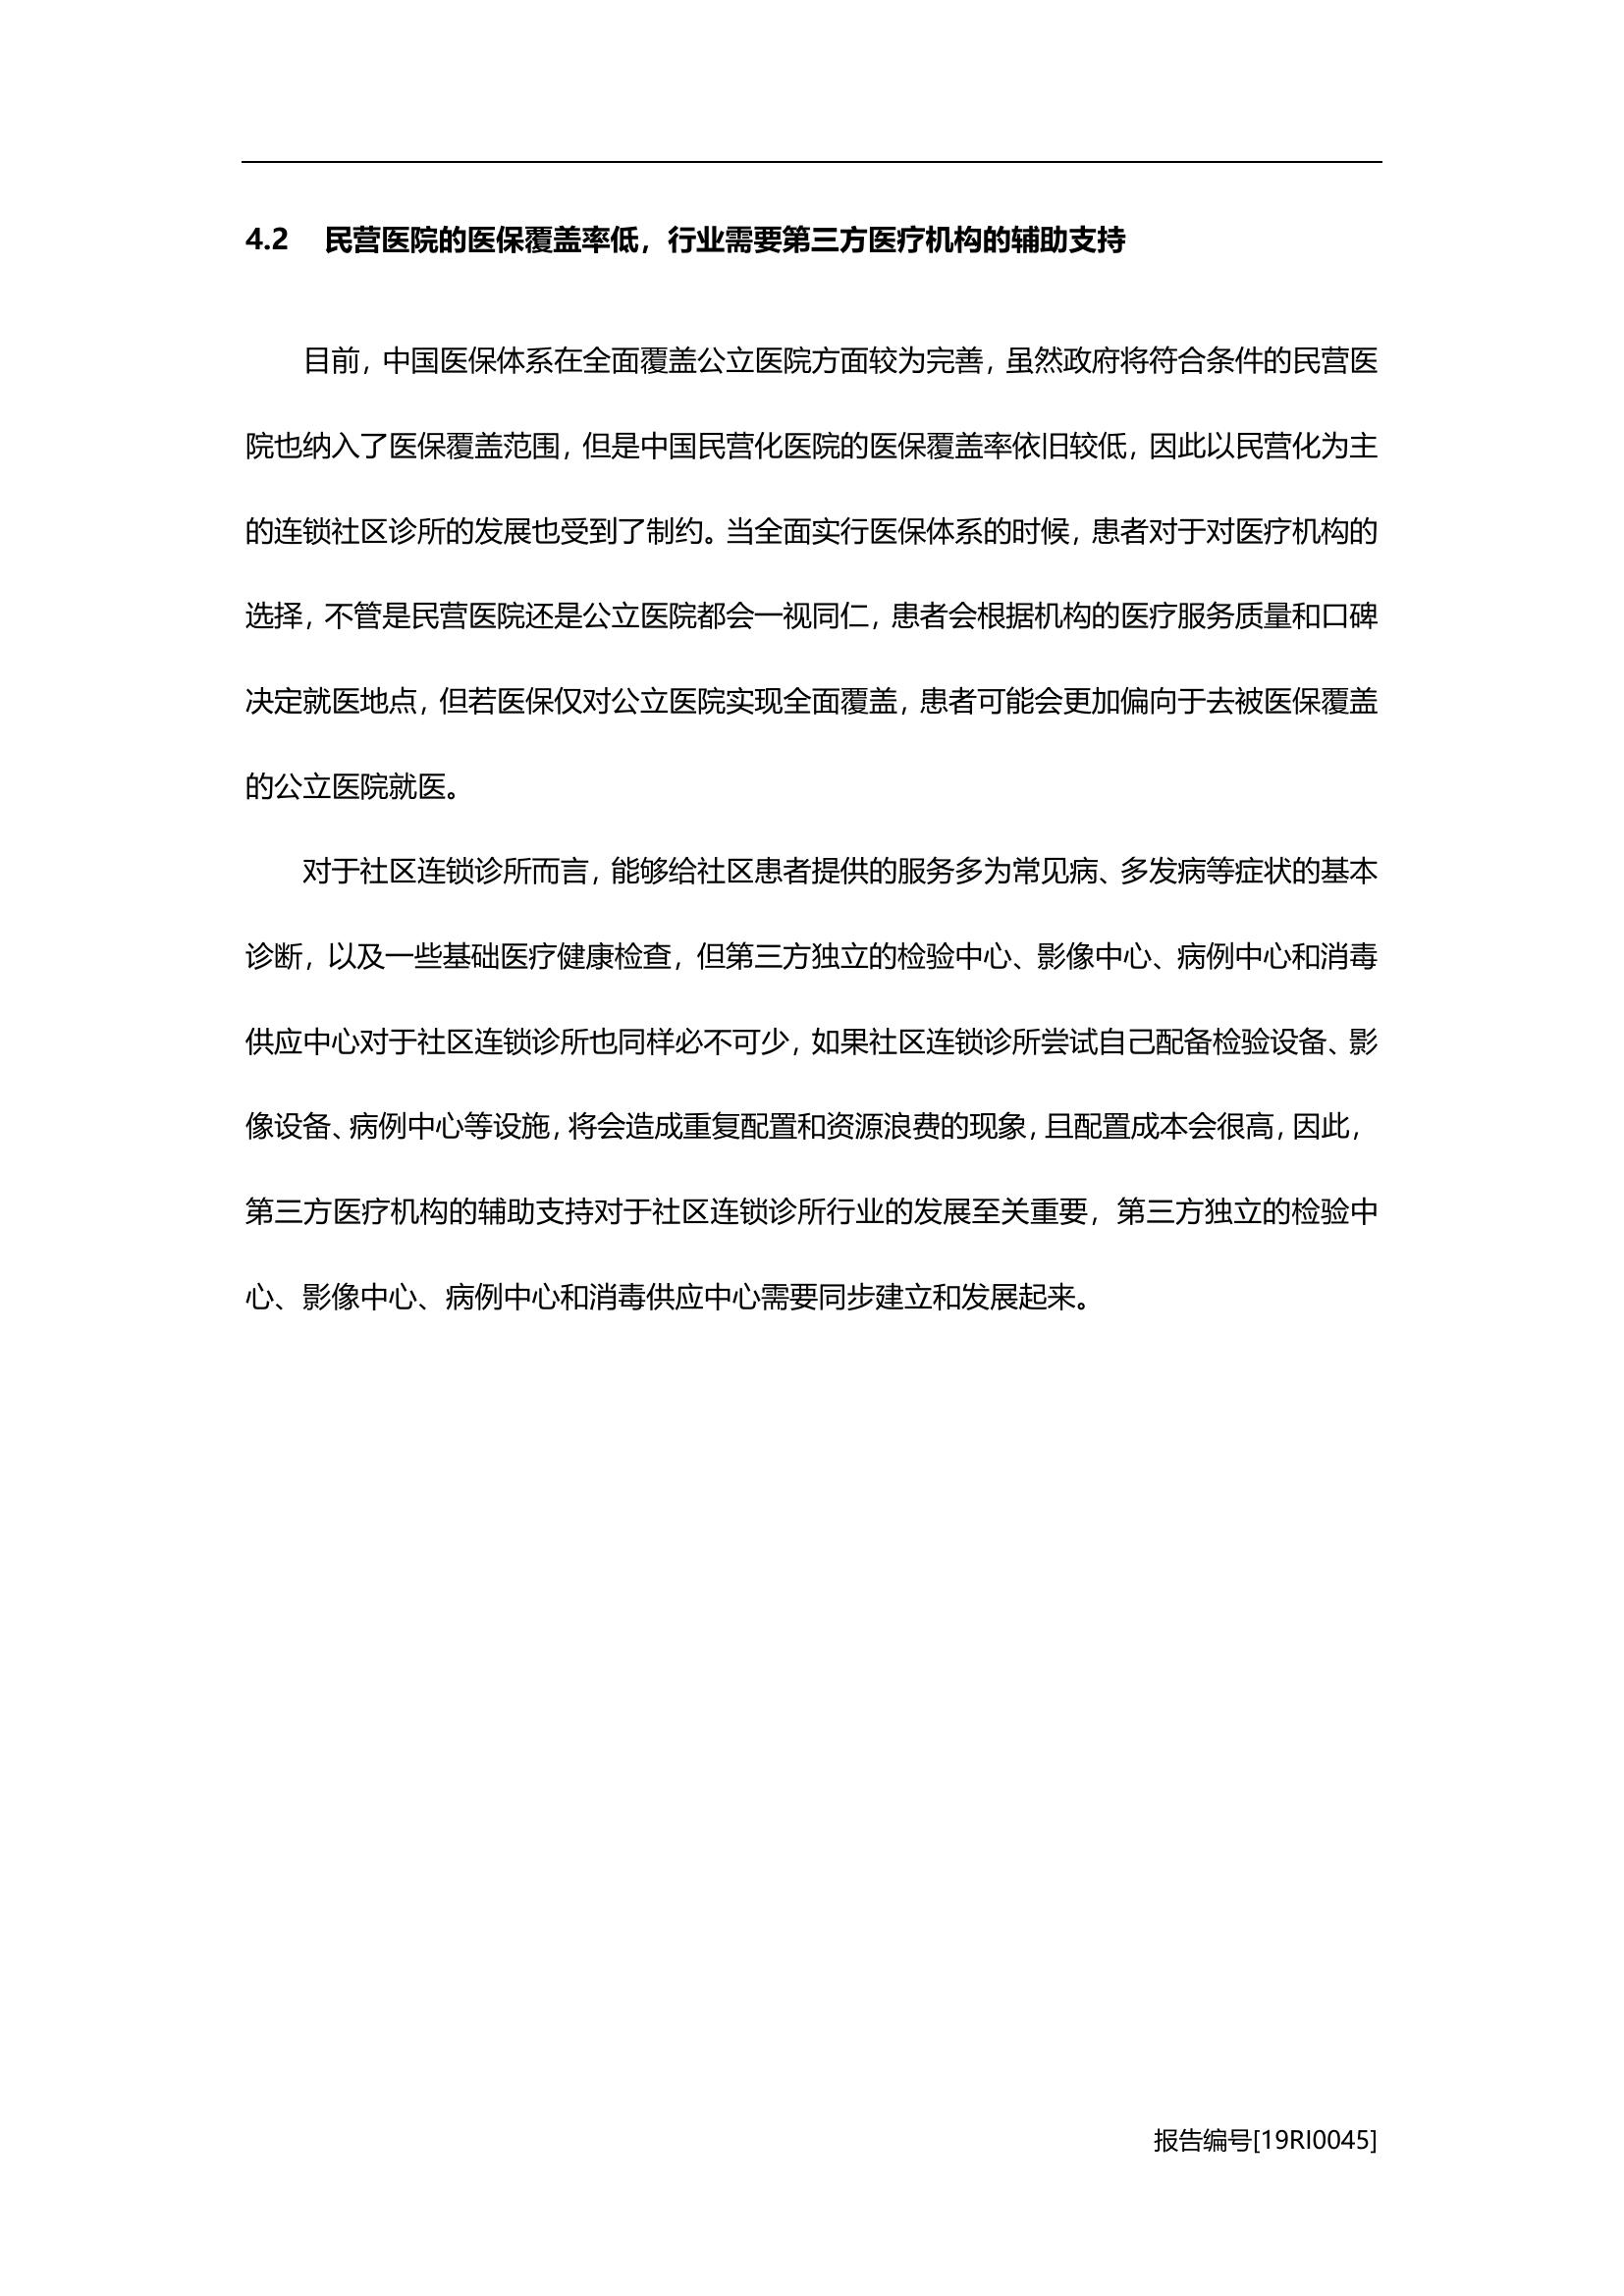 4.2 民营医院的医保覆盖率低，行业需要第三方医疗机构的辅助支持
目前，中国医保体系在全面覆盖公立医院方面较为完善，虽然政府将符合条件的民营医
院也纳入了医保覆盖范围，但是中国民营化医院的医保覆盖率依旧较低，因此以民营化为主
的连锁社区诊所的发展也受到了制约。当全面实行医保体系的时候，患者对于对医疗机构的
选择，不管是民营医院还是公立医院都会一视同仁，患者会根据机构的医疗服务质量和口碑
决定就医地点，但若医保仅对公立医院实现全面覆盖，患者可能会更加偏向于去被医保覆盖
的公立医院就医。
对于社区连锁诊所而言，能够给社区患者提供的服务多为常见病、多发病等症状的基本
诊断，以及一些基础医疗健康检查，但第三方独立的检验中心、影像中心、病例中心和消毒
供应中心对于社区连锁诊所也同样必不可少，如果社区连锁诊所尝试自己配备检验设备、影
像设备、病例中心等设施，将会造成重复配置和资源浪费的现象，且配置成本会很高，因此，
第三方医疗机构的辅助支持对于社区连锁诊所行业的发展至关重要，第三方独立的检验中
心、影像中心、病例中心和消毒供应中心需要同步建立和发展起来。
报告编号[19RI0045]